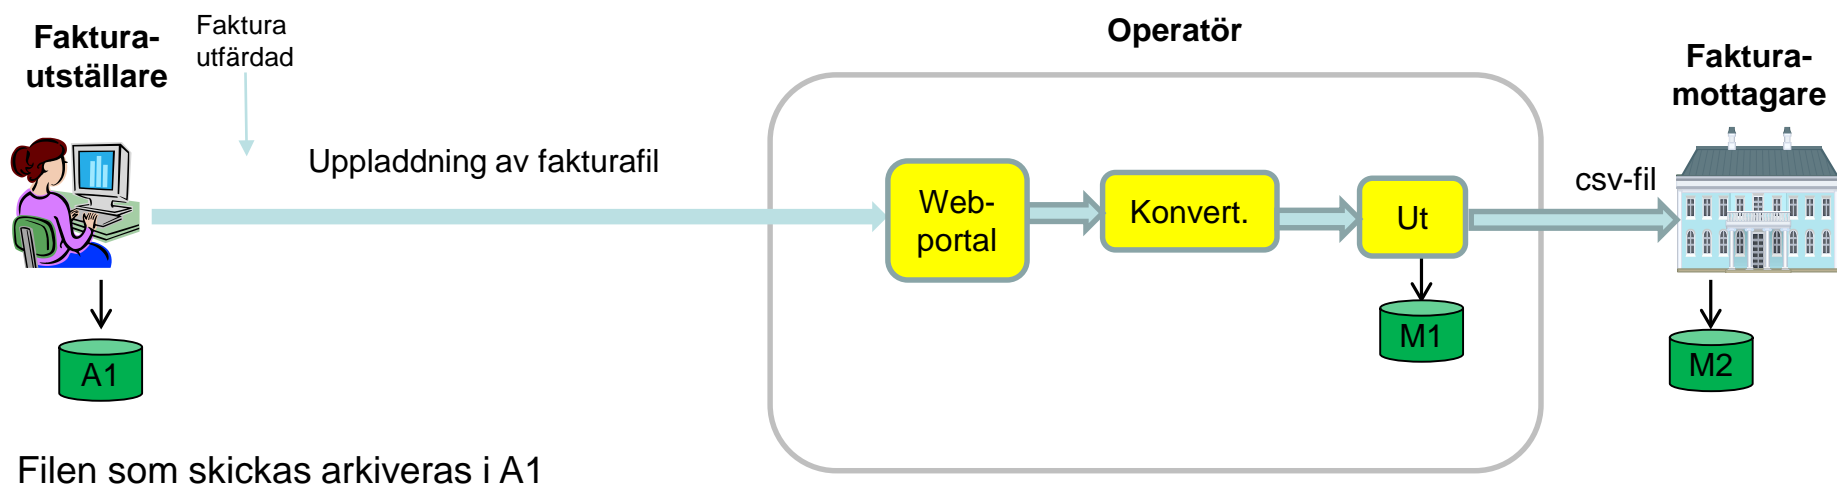 Faktura-
utställare
Faktura
utfärdad
Uppladdning av fakturafil
Operatör
Web-
portal
Konvert.
Ut
csv-fil
Faktura-
mottagare
A1
M1
M2
Filen som skickas arkiveras i A1